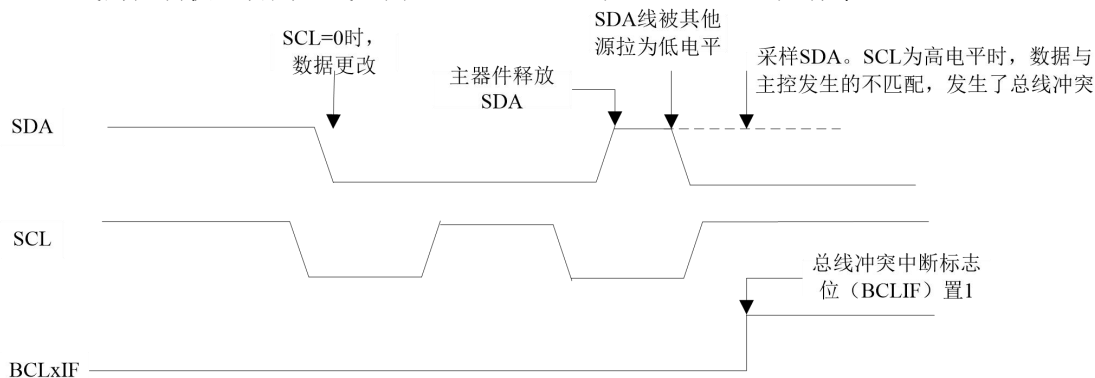 SDA线被其他
源拉为低电平
SCL=0时，
数据更改
采样SDA。SCL为高电平时，数据与
主控发生的不匹配，发生了总线冲突
主器件释放
SDA
SDA
SCL
总线冲突中断标志
位（BCLIF）置1
BCLxIF